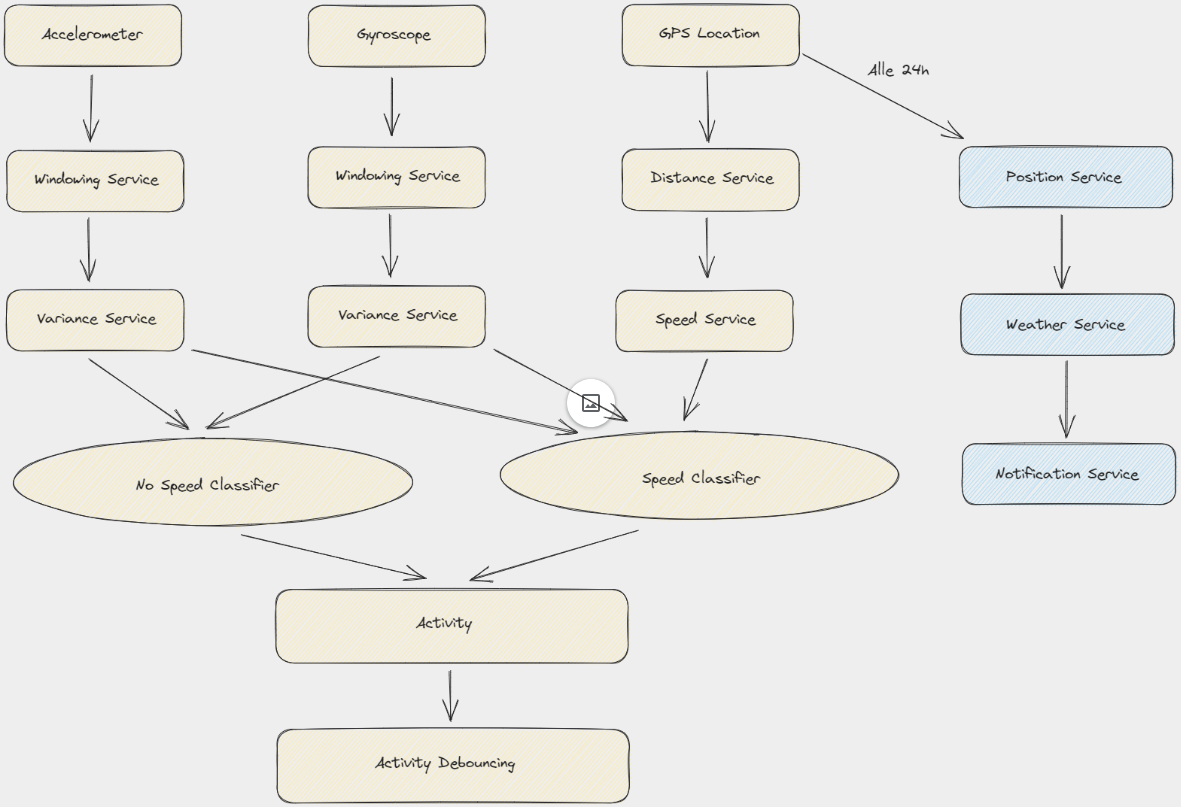 Accelerometer
Gyroscope
GPS Location
Alle 24h
Windowing Service
Windowing Service
Distance Service
Position Service
Variance Service
Variance Service
Speed Service
Weather Service
No Speed Classifier
Speed Classifier
Notification Service
Activity
Activity Debouncing